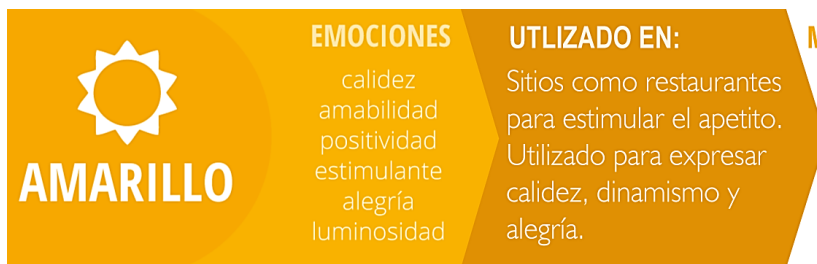 AMARILLO
EMOCIONES
calidez
amabilidad
positividad
estimulante
alegría
luminosidad
UTLIZADO EN:
Sitios como restaurantes
para estimular el apetito.
Utilizado para expresar
calidez, dinamismo y
alegría.